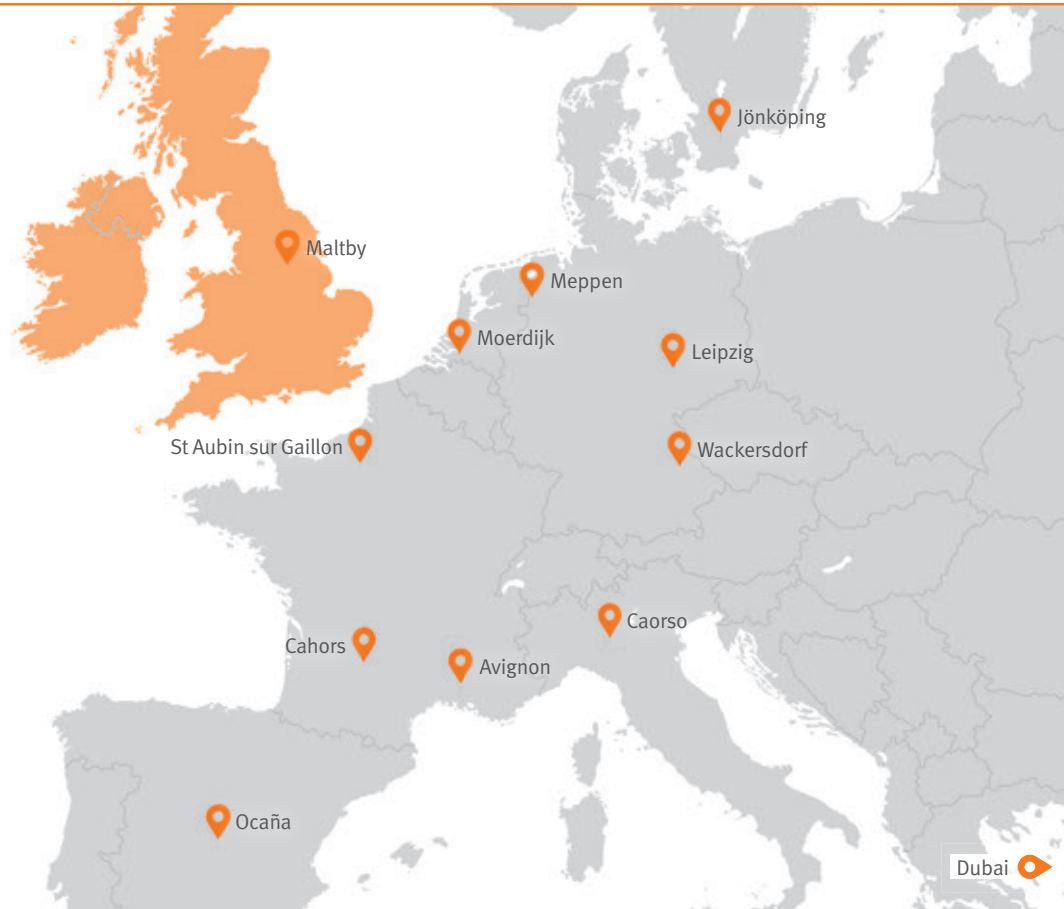 Jönköping
Maltby
Meppen
Moerdijk
Leipzig
St Aubin sur Gaillon
Wackersdorf
Caorso
Cahors
Avignon
Ocaña
Dubai